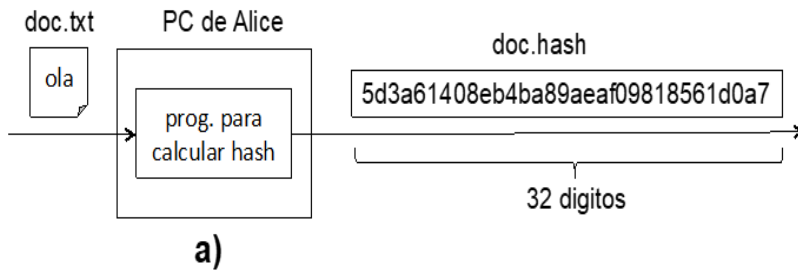 doc.txt
PC de Alice
ola
prog. para
calcular hash
doc.hash
5d3a61408eb4ba89aeaf09818561d0a7
32 digitos
a)